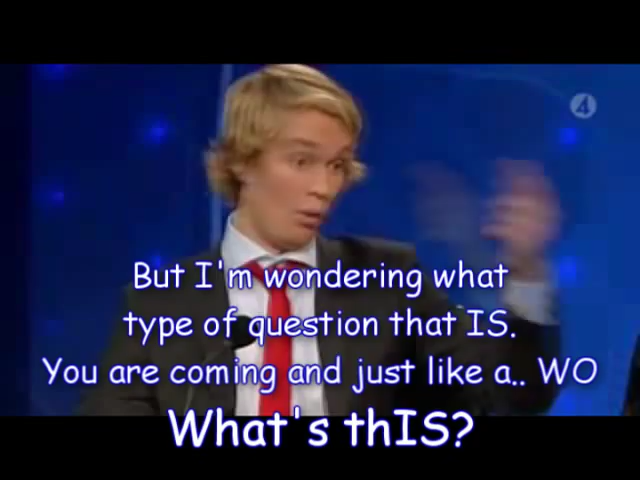 4
But I'm wondering what
type of question that IS.
You are coming and just like a.. WO
What's thIS?